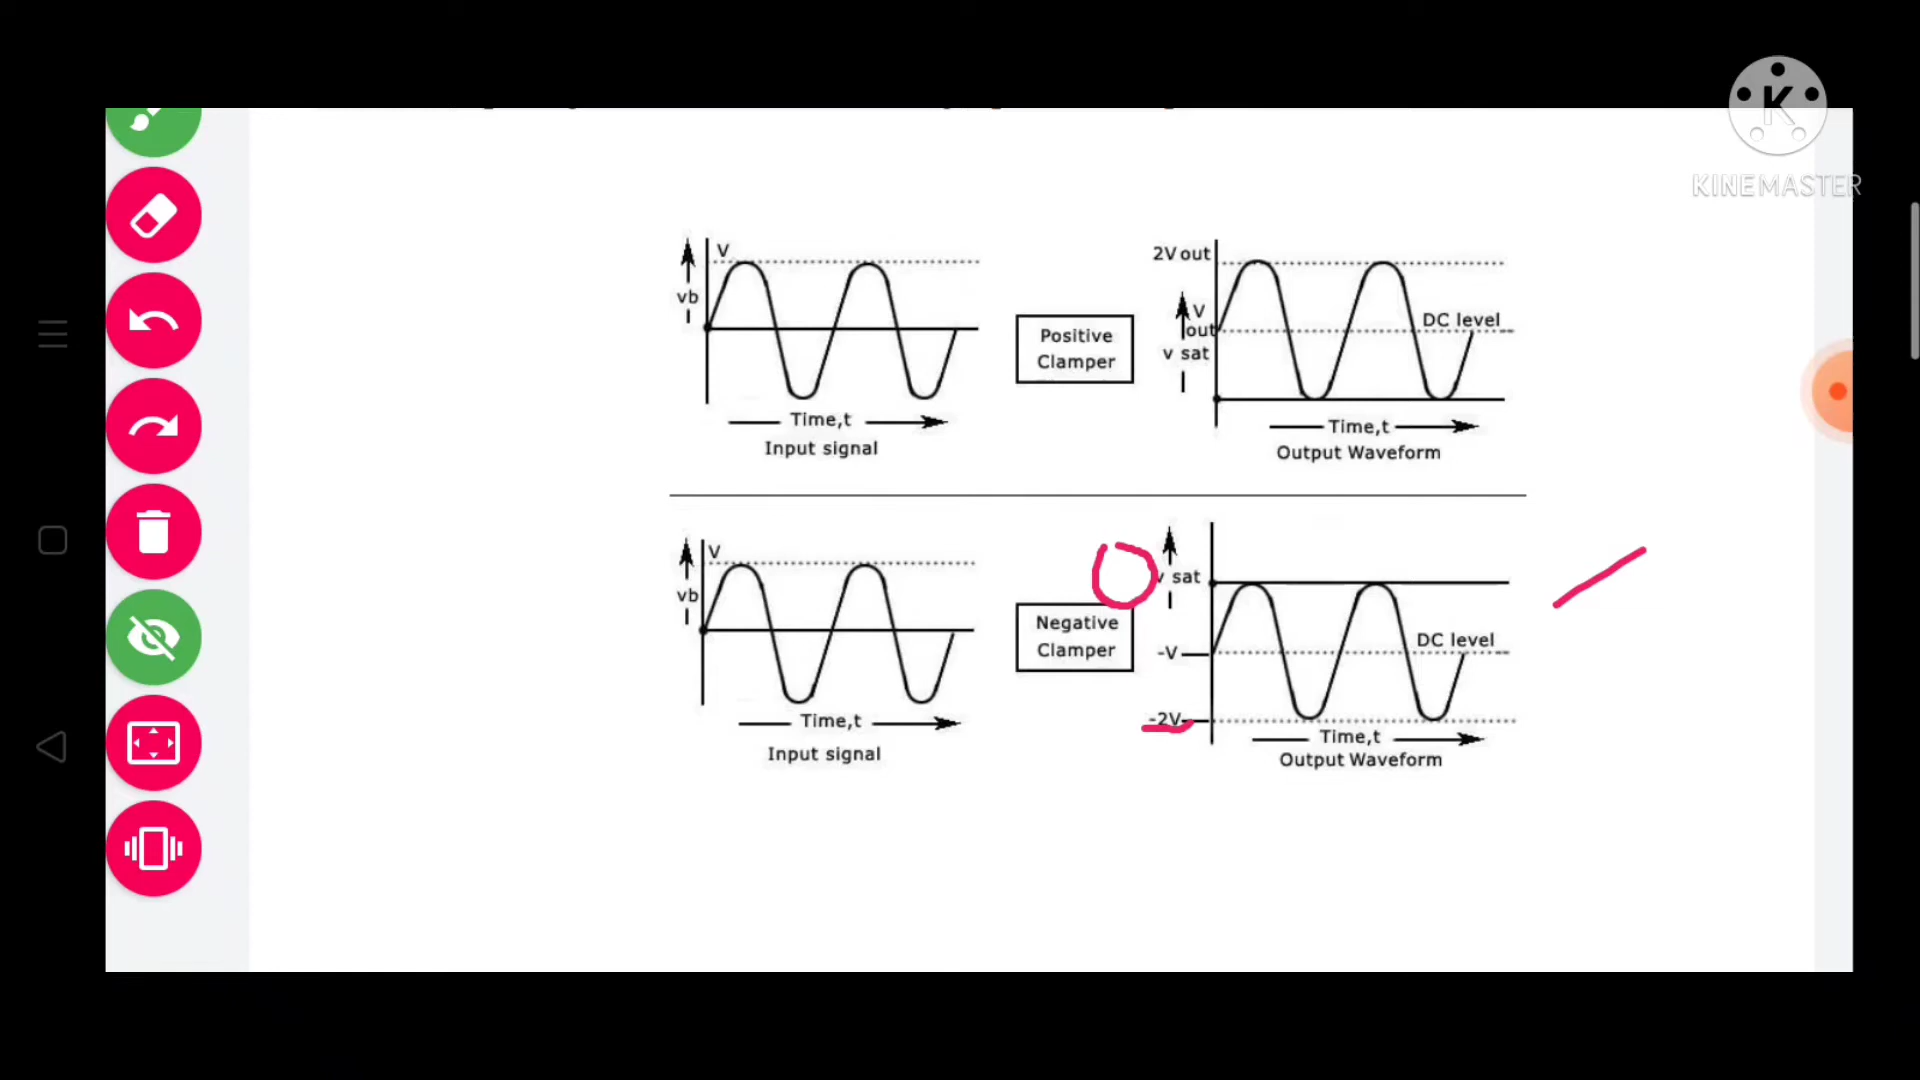 K
KINEMASTER
V
vb
Time,t
Input signal
Positive
Clamper
2V out
V
out
v sat
DC level
Time,t
Output Waveform
V
vb
Time,t
Input signal
Negative
Clamper
v sat
-V
-2V
DC level
Time,t
Output Waveform